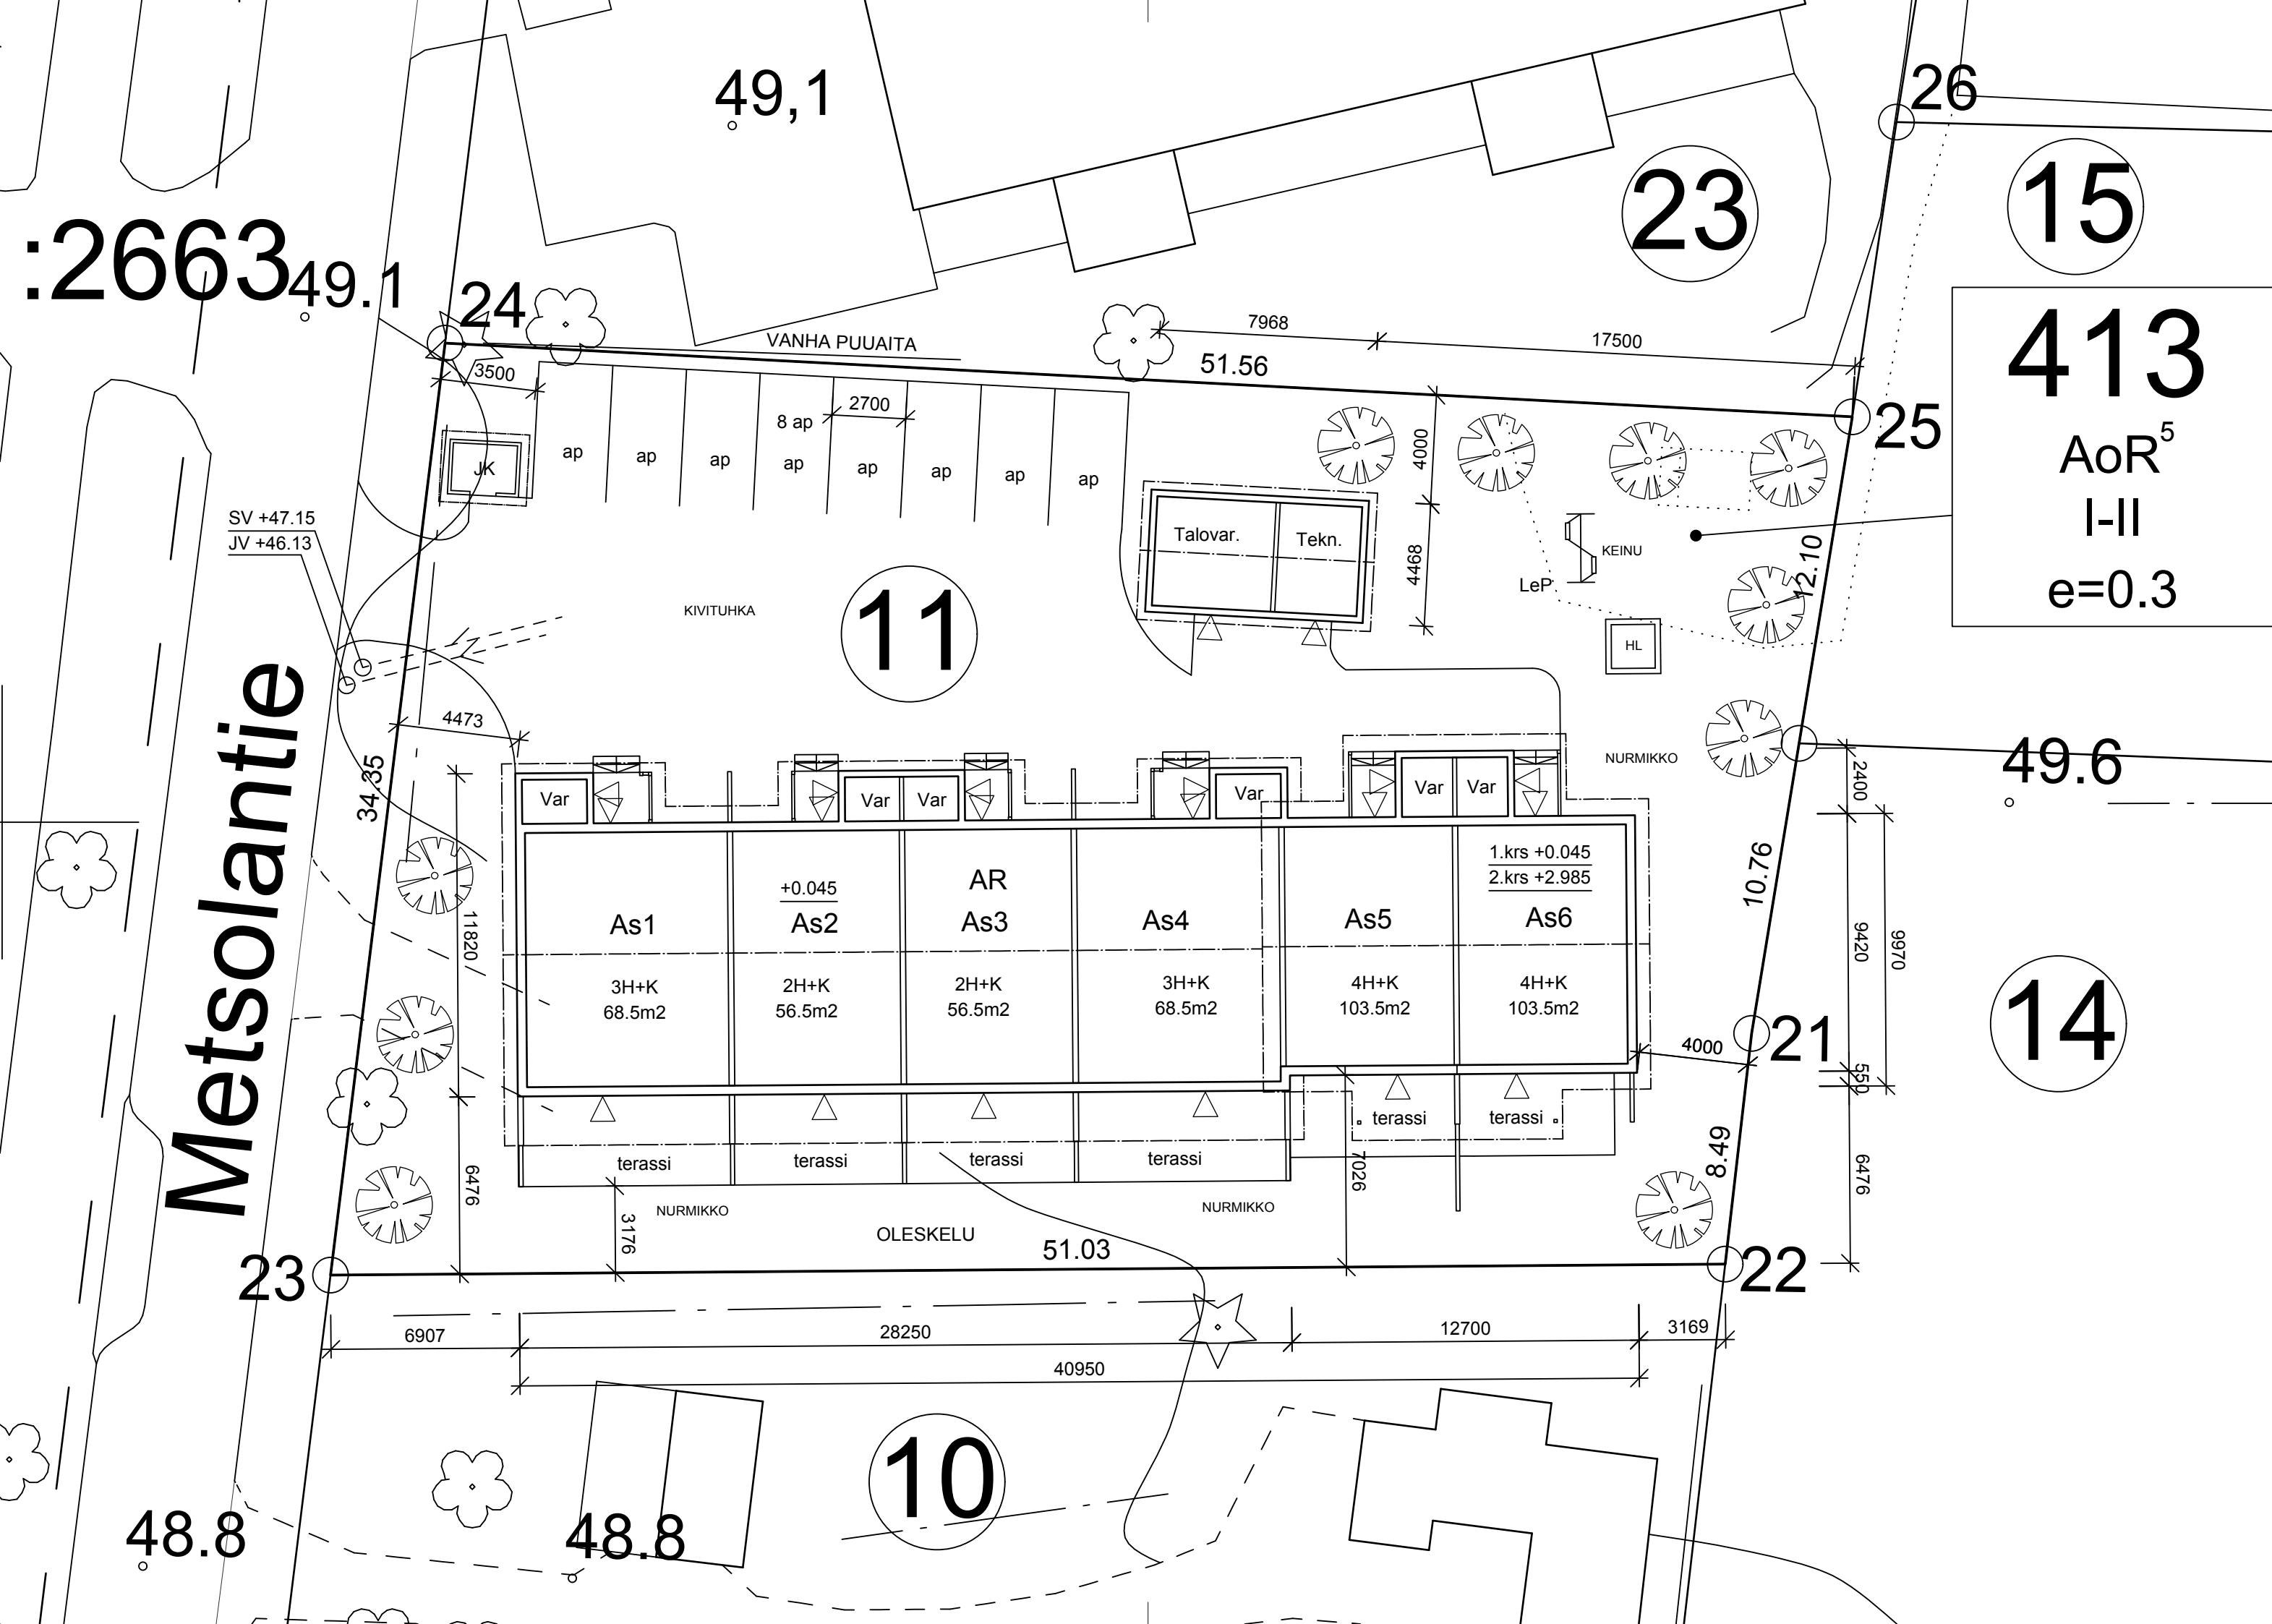 49,1
26
15
23
:2663
49.1
24
VANHA PUUAITA
7968
17500
51.56
413
AoR5
I-II
e=0.3
25
3500
2700
8 ap
ap
ap
ap
ap
ap
ap
ap
ap
JK
4000
4468
Talovar.
Tekn.
KEINU
LeP
12.10
HL
SV +47.15
JV +46.13
KIVITUHKA
11
4473
34.35
Metsolantie
NURMIKKO
49.6
2400
Var
Var
Var
Var
Var
Var
1.krs +0.045
2.krs +2.985
+0.045
AR
As1
As2
As3
As4
As5
As6
11820
10.76
9420
9970
3H+K
68.5m2
2H+K
56.5m2
2H+K
56.5m2
3H+K
68.5m2
4H+K
103.5m2
4H+K
103.5m2
4000
21
14
550
terassi
terassi
terassi
terassi
terassi
terassi
6476
3176
7026
8.49
6476
NURMIKKO
NURMIKKO
OLESKELU
51.03
23
22
6907
28250
12700
3169
40950
10
48.8
48.8